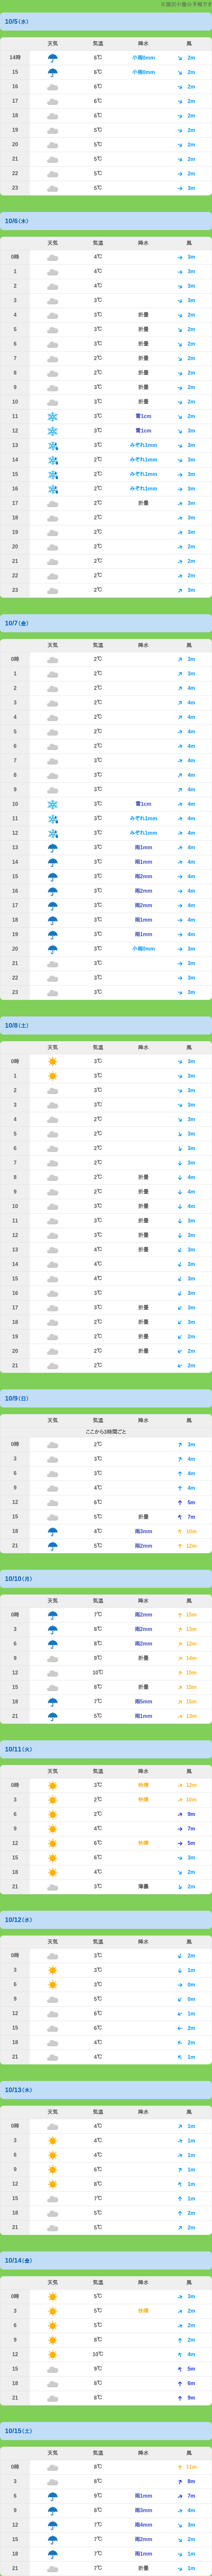 ※面沢小屋の予報です
10/5(水)
天気 気温 降水 風
14時 6℃ 小雨0mm 2m
15 6℃ 小雨0mm 2m
16 6℃ 2m
17 6℃ 2m
18 6℃ 2m
19 5℃ 2m
20 5℃ 2m
21 5℃ 2m
22 5℃ 2m
23 5℃ 3m
10/6(木)
天気 気温 降水 風
0時 4℃ 3m
1 4℃ 3m
2 4℃ 3m
3 3℃ 3m
4 3℃ 折曇 2m
5 3℃ 折曇 2m
6 3℃ 折曇 2m
7 2℃ 折曇 2m
8 2℃ 折曇 2m
9 3℃ 折曇 2m
10 3℃ 折曇 2m
11 3℃ 雪1cm 2m
12 3℃ 雪1cm 3m
13 3℃ みぞれ1mm 3m
14 2℃ みぞれ1mm 3m
15 2℃ みぞれ1mm 3m
16 2℃ みぞれ1mm 3m
17 2℃ 折曇 3m
18 2℃ 3m
19 2℃ 3m
20 2℃ 2m
21 2℃ 2m
22 2℃ 2m
23 2℃ 3m
10/7(金)
天気 気温 降水 風
0時 2℃ 3m
1 2℃ 3m
2 2℃ 4m
3 2℃ 4m
4 2℃ 4m
5 2℃ 4m
6 2℃ 4m
7 3℃ 4m
8 3℃ 4m
9 3℃ 4m
10 3℃ 雪1cm 4m
11 3℃ みぞれ1mm 4m
12 3℃ みぞれ1mm 4m
13 3℃ 雨1mm 4m
14 3℃ 雨1mm 4m
15 3℃ 雨2mm 4m
16 3℃ 雨2mm 4m
17 3℃ 雨2mm 4m
18 3℃ 雨1mm 4m
19 3℃ 雨1mm 4m
20 3℃ 小雨0mm 3m
21 3℃ 3m
22 3℃ 3m
23 3℃ 3m
10/8(土)
天気 気温 降水 風
0時 3℃ 3m
1 3℃ 3m
2 3℃ 3m
3 3℃ 3m
4 2℃ 3m
5 2℃ 3m
6 2℃ 3m
7 2℃ 3m
8 2℃ 折曇 4m
9 2℃ 折曇 4m
10 3℃ 折曇 4m
11 3℃ 折曇 3m
12 3℃ 折曇 3m
13 4℃ 折曇 3m
14 4℃ 3m
15 4℃ 3m
16 3℃ 3m
17 3℃ 折曇 3m
18 2℃ 折曇 3m
19 2℃ 折曇 2m
20 2℃ 折曇 2m
21 2℃ 2m
10/9(日)
天気 気温 降水 風
ここから3時間ごと
0時 2℃ 3m
3 3℃ 4m
6 3℃ 4m
9 4℃ 4m
12 6℃ 5m
15 5℃ 折曇 7m
18 4℃ 雨3mm 10m
21 5℃ 雨2mm 12m
10/10(月)
天気 気温 降水 風
0時 7℃ 雨2mm 15m
3 8℃ 雨2mm 13m
6 8℃ 雨2mm 12m
9 9℃ 折曇 14m
12 10℃ 15m
15 8℃ 折曇 15m
18 7℃ 雨5mm 15m
21 5℃ 雨1mm 13m
10/11(火)
天気 気温 降水 風
0時 3℃ 快晴 12m
3 2℃ 快晴 10m
6 2℃ 9m
9 4℃ 7m
12 6℃ 快晴 5m
15 6℃ 3m
18 4℃ 2m
21 3℃ 薄曇 2m
10/12(水)
天気 気温 降水 風
0時 3℃ 2m
3 3℃ 1m
6 3℃ 0m
9 5℃ 0m
12 6℃ 1m
15 6℃ 2m
18 4℃ 2m
21 4℃ 1m
10/13(木)
天気 気温 降水 風
0時 4℃ 1m
3 4℃ 1m
6 4℃ 1m
9 6℃ 1m
12 8℃ 1m
15 7℃ 1m
18 5℃ 2m
21 5℃ 2m
10/14(金)
天気 気温 降水 風
0時 5℃ 3m
3 5℃ 快晴 2m
6 5℃ 2m
9 8℃ 2m
12 10℃ 4m
15 9℃ 5m
18 8℃ 6m
21 8℃ 9m
10/15(土)
天気 気温 降水 風
0時 8℃ 11m
3 8℃ 8m
6 9℃ 雨1mm 7m
9 8℃ 雨3mm 4m
12 7℃ 雨4mm 3m
15 7℃ 雨2mm 2m
18 7℃ 雨1mm 1m
21 7℃ 折曇 1m